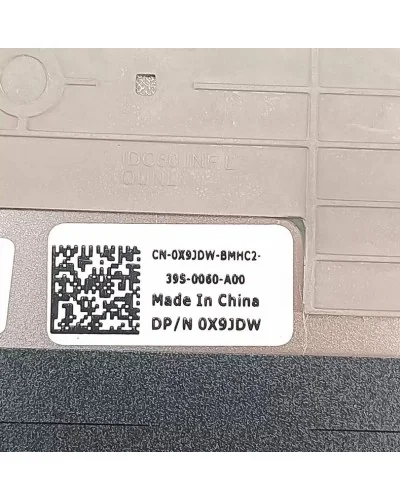 CN-0X9JDW-BMHC2-
39S-0060-A00
Made In China
DP/N 0X9JDW